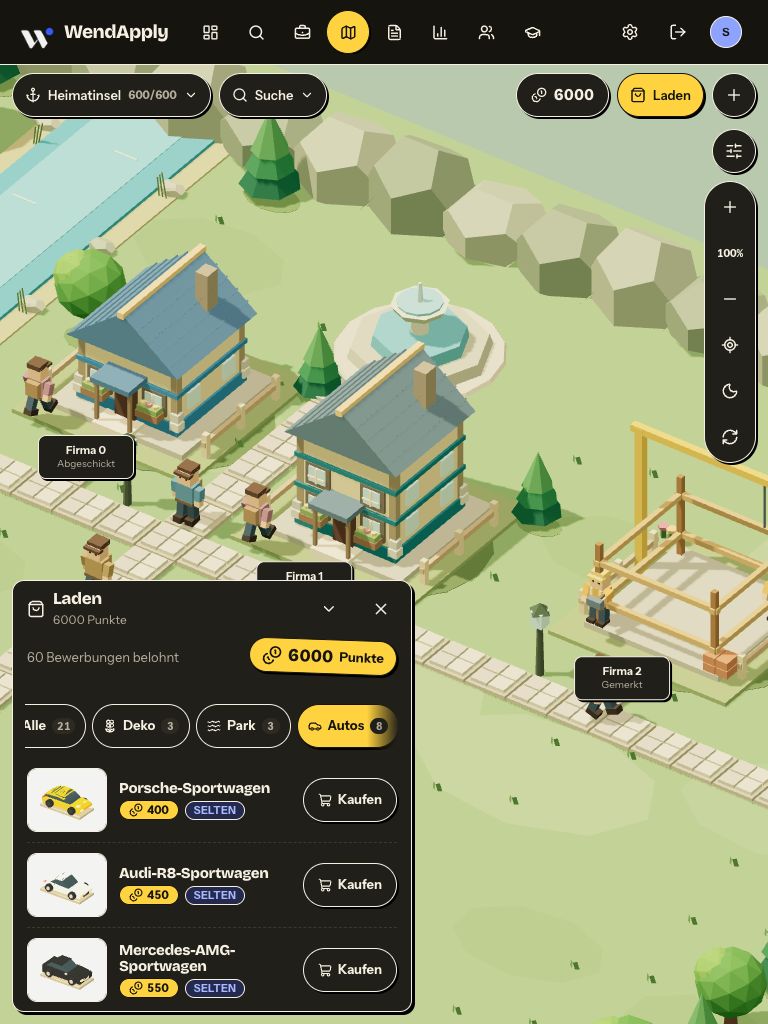 WendApply
S
Heimatinsel 600/600
Suche
6000
Laden
100%
Firma 0
Abgeschickt
Firma 1
Firma 2
Gemerkt
Laden
6000 Punkte
60 Bewerbungen belohnt
6000 Punkte
Alle 21
Deko 3
Park 3
Autos 8
Porsche-Sportwagen
400 SELTEN
Kaufen
Audi-R8-Sportwagen
450 SELTEN
Kaufen
Mercedes-AMG-
Sportwagen
550 SELTEN
Kaufen